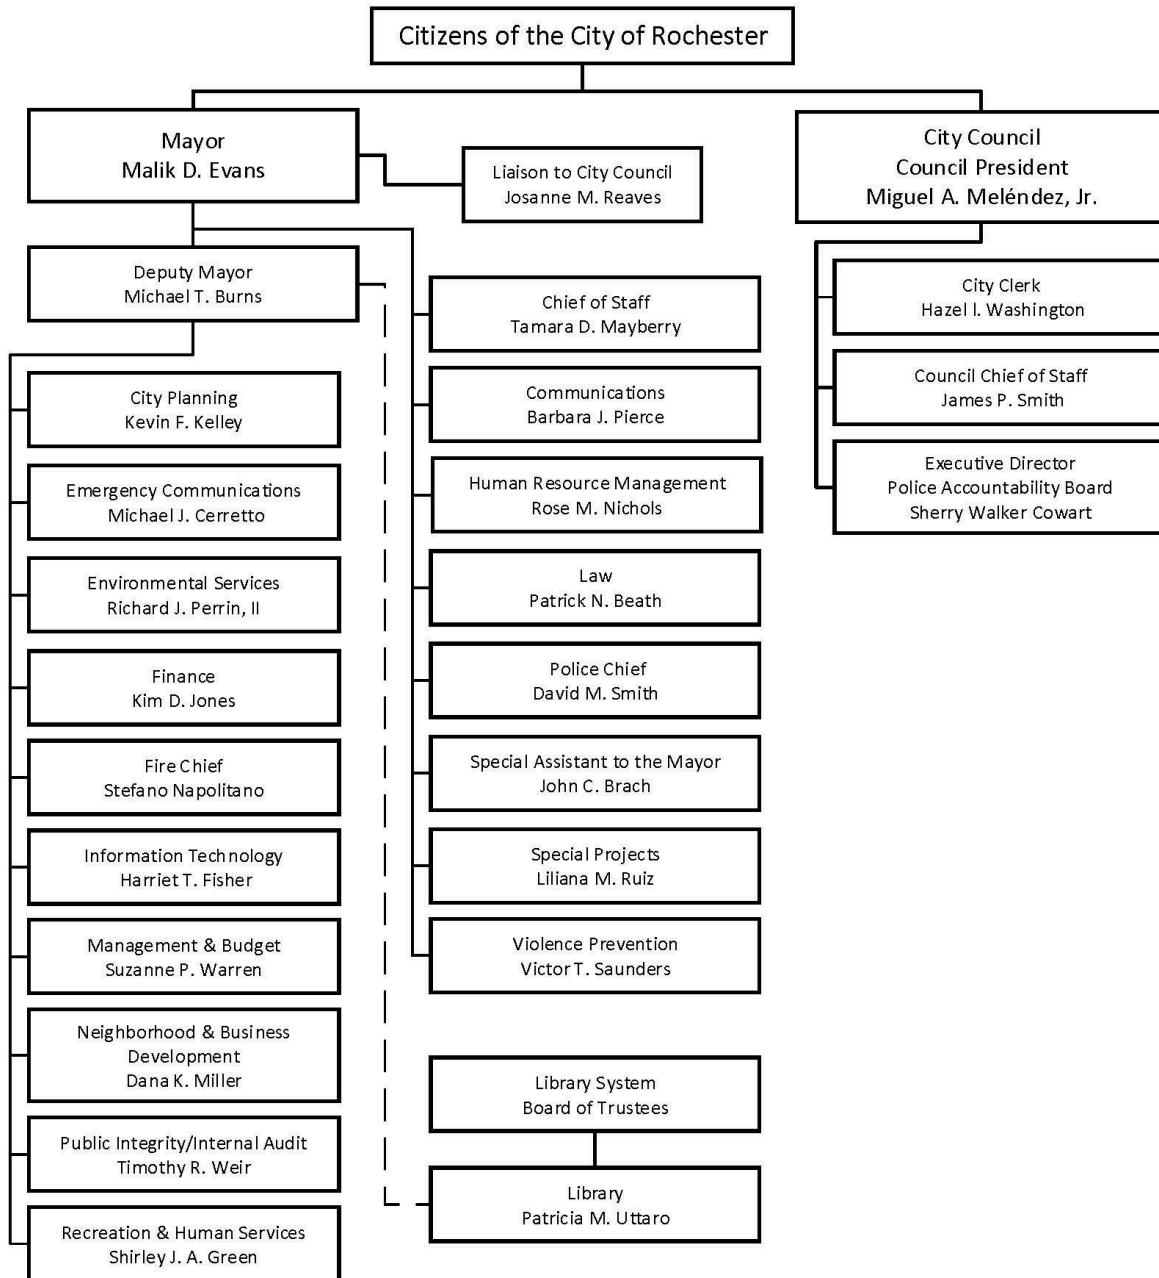 Citizens of the City of Rochester
Mayor
Malik D. Evans
Liaison to City Council
Josanne M. Reaves
City Council
Council President
Miguel A. Meléndez, Jr.
Deputy Mayor
Michael T. Burns
City Planning
Kevin F. Kelley
Emergency Communications
Michael J. Cerretto
Environmental Services
Richard J. Perrin, II
Finance
Kim D. Jones
Fire Chief
Stefano Napolitano
Information Technology
Harriet T. Fisher
Management & Budget
Suzanne P. Warren
Neighborhood & Business
Development
Dana K. Miller
Public Integrity/Internal Audit
Timothy R. Weir
Recreation & Human Services
Shirley J. A. Green
Chief of Staff
Tamara D. Mayberry
Communications
Barbara J. Pierce
Human Resource Management
Rose M. Nichols
Law
Patrick N. Beath
Police Chief
David M. Smith
Special Assistant to the Mayor
John C. Brach
Special Projects
Liliana M. Ruiz
Violence Prevention
Victor T. Saunders
Library System
Board of Trustees
Library
Patricia M. Uttaro
City Clerk
Hazel I. Washington
Council Chief of Staff
James P. Smith
Executive Director
Police Accountability Board
Sherry Walker Cowart